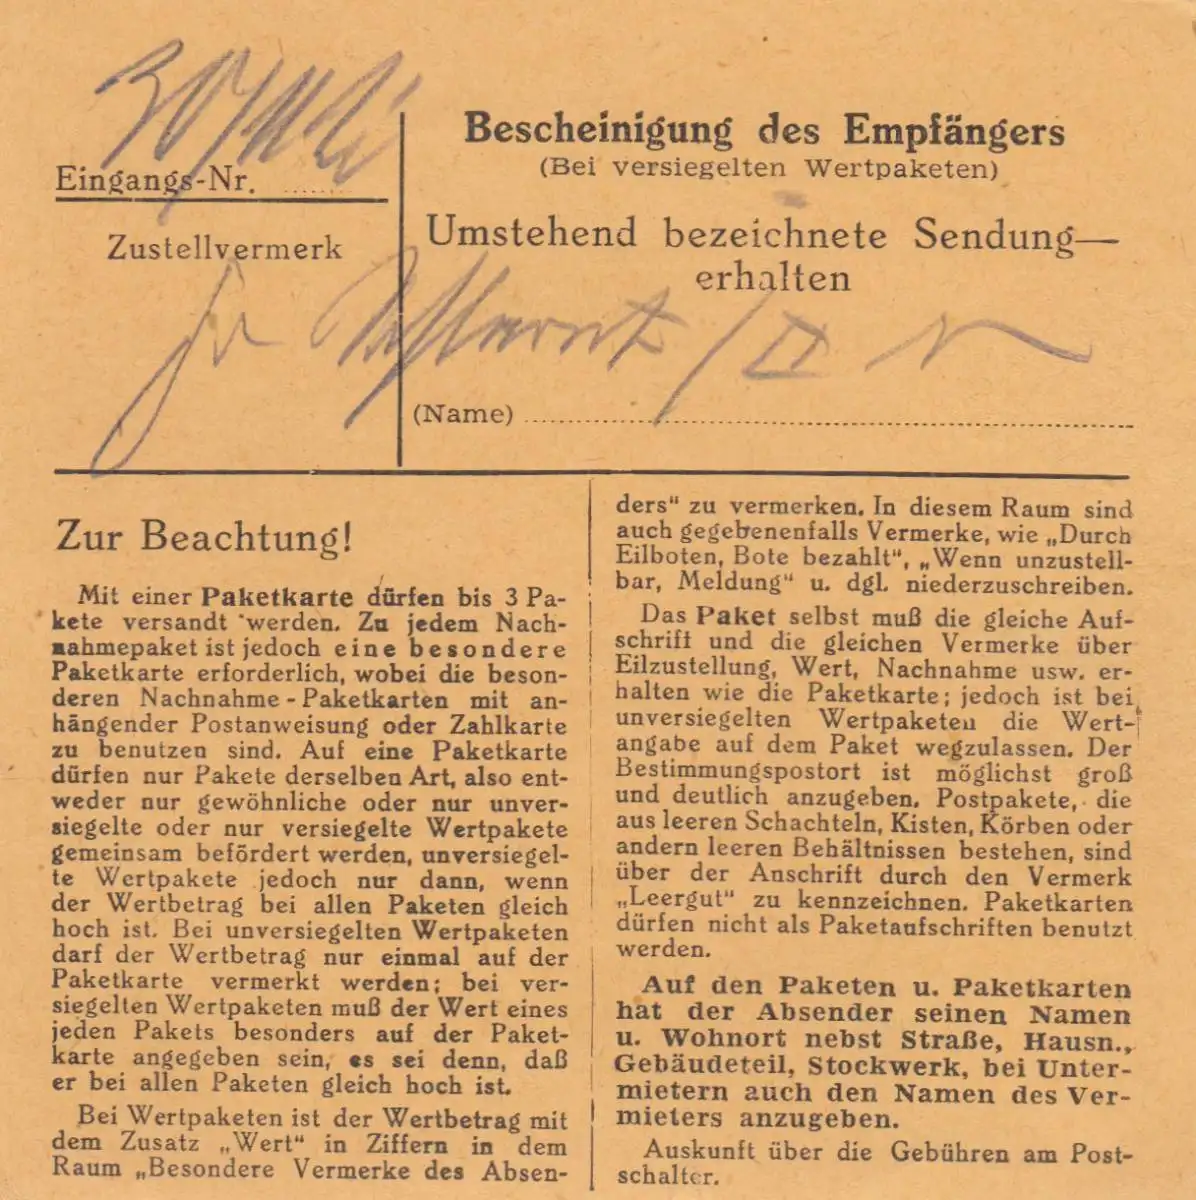 Eingangs-Nr.
Zustellvermerk
Bescheinigung des Empfängers
(Bei versiegelten Wertpaketen)
Umstehend bezeichnete Sendung—
erhalten
(Name)
Zur Beachtung!
Mit einer Paketkarte dürfen bis 3 Pa-
kete versandt werden. Zu jedem Nach-
nahmepaket ist jedoch eine besondere
Paketkarte erforderlich, wobei die beson-
deren Nachnahme - Paketkarten mit an-
hängender Postanweisung oder Zahlkarte
zu benutzen sind. Auf eine Paketkarte
dürfen nur Pakete derselben Art, also ent-
weder nur gewöhnliche oder nur unver-
siegelte oder nur versiegelte Wertpakete
gemeinsam befördert werden, unversiegel-
te Wertpakete jedoch nur dann, wenn
der Wertbetrag bei allen Paketen gleich
hoch ist. Bei unversiegelten Wertpaketen
darf der Wertbetrag nur einmal auf der
Paketkarte vermerkt werden; bei ver-
siegelten Wertpaketen muß der Wert eines
jeden Pakets besonders auf der Paket-
karte angegeben sein, es sei denn, daß
er bei allen Paketen gleich hoch ist.
Bei Wertpaketen ist der Wertbetrag mit
dem Zusatz „Wert“ in Ziffern in dem
Raum „Besondere Vermerke des Absen-
ders“ zu vermerken. In diesem Raum sind
auch gegebenenfalls Vermerke, wie „Durch
Eilboten, Bote bezahlt“, „Wenn unzustell-
bar, Meldung“ u. dgl. niederzuschreiben.
Das Paket selbst muß die gleiche Auf-
schrift und die gleichen Vermerke über
Eilzustellung, Wert, Nachnahme usw. er-
halten wie die Paketkarte; jedoch ist bei
unversiegelten Wertpaketen die Wert-
angabe auf dem Paket wegzulassen. Der
Bestimmungspostort ist möglichst groß
und deutlich anzugeben. Postpakete, die
aus leeren Schachteln, Kisten, Körben oder
andern leeren Behältnissen bestehen, sind
über der Anschrift durch den Vermerk
„Leergut“ zu kennzeichnen. Paketkarten
dürfen nicht als Paketaufschriften benutzt
werden.
Auf den Paketen u. Paketkarten
hat der Absender seinen Namen
u. Wohnort nebst Straße, Hausn.,
Gebäudeteil, Stockwerk, bei Unter-
mietern auch den Namen des Ver-
mieters anzugeben.
Auskunft über die Gebühren am Post-
schalter.